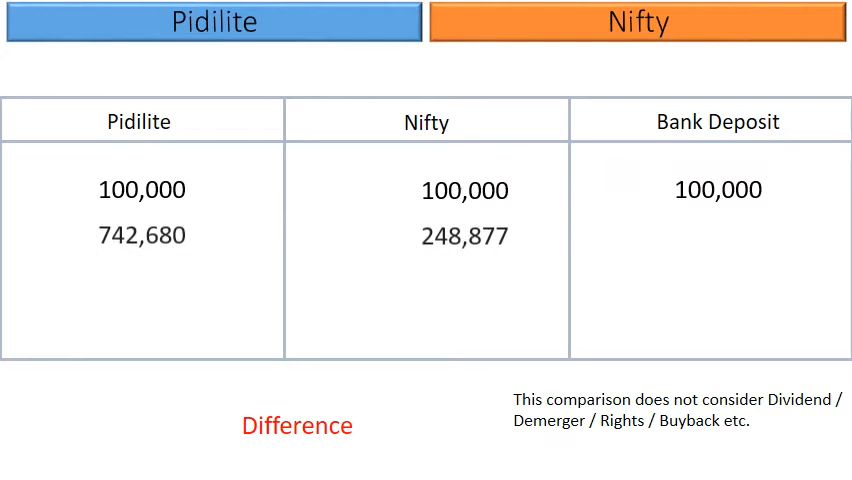 Pidilite Nifty
Pidilite Nifty Bank Deposit
100,000 100,000 100,000
742,680 248,877
This comparison does not consider Dividend /
Demerger / Rights / Buyback etc.
Difference